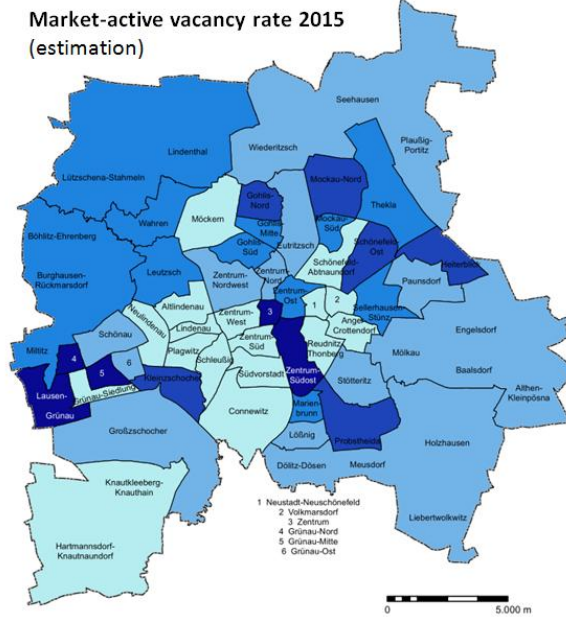 Market-active vacancy rate 2015
(estimation)
Seehausen
Plaußig-
Portitz
Lindenthal
Wiederitzsch
Lützschena-Stahmeln
Mockau-Nord
Thekla
Gohlis-
Nord
Möckern
Wahren
Gohlis-
Mitte
Mockau-
Süd
Böhlitz-Ehrenberg
Eutritzsch
Gohlis-
Süd
Schönefeld-
Ost
Burghausen-
Rückmarsdorf
Leutzsch
Schönefeld-
Abtnaundorf
Heiterblick
Zentrum-
Nordwest
Zentrum-
Nord
Paunsdorf
Zentrum-
Ost
Sellerhausen-
Stünz
Altlindenau
Neulindenau
Lindenau
Zentrum-
West
3
1
2
Anger-
Crottendorf
Engelsdorf
Schönau
Plagwitz
Schleußig
Zentrum-
Süd
Reudnitz-
Thonberg
Mölkau
Miltitz
4
5
6
Baalsdorf
Kleinzschocher
Südvorstadt
Zentrum-
Südost
Stötteritz
Grünau-Siedlung
Lausen-
Grünau
Althen-
Kleinpösna
Connewitz
Marien-
brunn
Großzschocher
Lößnig
Probstheida
Holzhausen
Dölitz-Dösen
Meusdorf
Knautkleeberg-
Knauthain
Liebertwolkwitz
Hartmannsdorf-
Knautnaundorf
1 Neustadt-Neuschönefeld
2 Volkmarsdorf
3 Zentrum
4 Grünau-Nord
5 Grünau-Mitte
6 Grünau-Ost
0 5.000 m